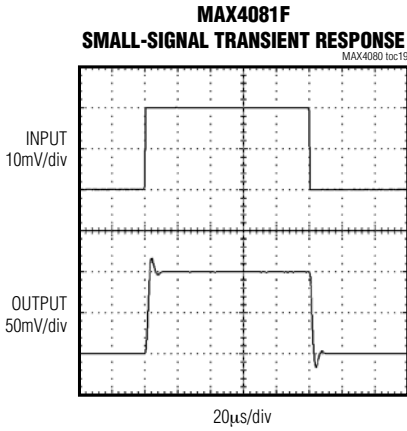 MAX4081F
SMALL-SIGNAL TRANSIENT RESPONSE
MAX4080 toc19
INPUT
10mV/div
OUTPUT
50mV/div
20µs/div